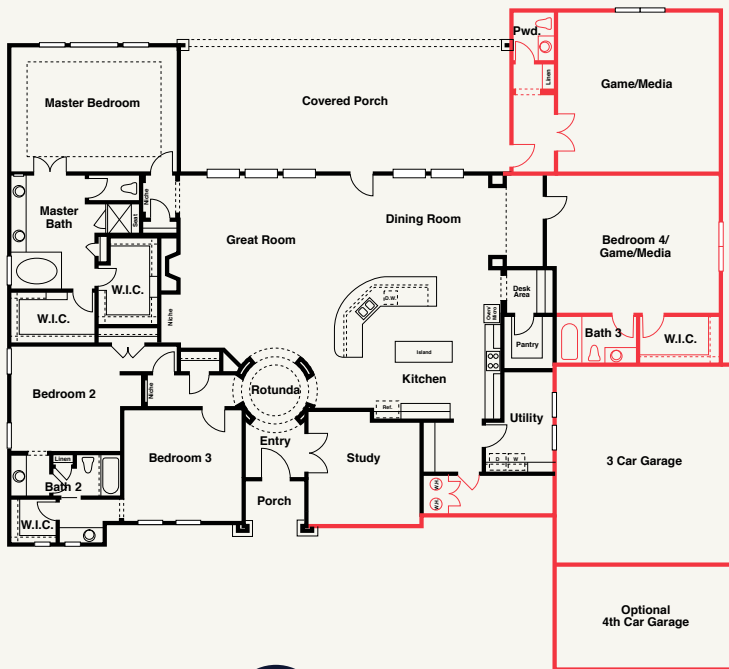 Pwd.
Linen
Game/Media
Master Bedroom
Covered Porch
Niche
Master
Bath
Seat
W.I.C.
W.I.C.
Great Room
Dining Room
Niche
Bedroom 4/
Game/Media
Desk
Area
D.W.
Oven/
Micro
Pantry
Island
Kitchen
Ref.
Bath 3
W.I.C.
Bedroom 2
Niche
Rotunda
Entry
Utility
Bedroom 3
Study
Linen
Bath 2
W.I.C.
Porch
D
W
W.H.
W.H.
3 Car Garage
Optional
4th Car Garage